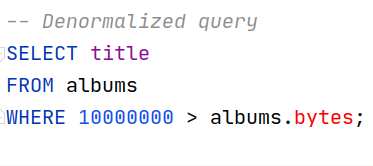 -- Denormalized query
SELECT title
FROM albums
WHERE 10000000 > albums.bytes;